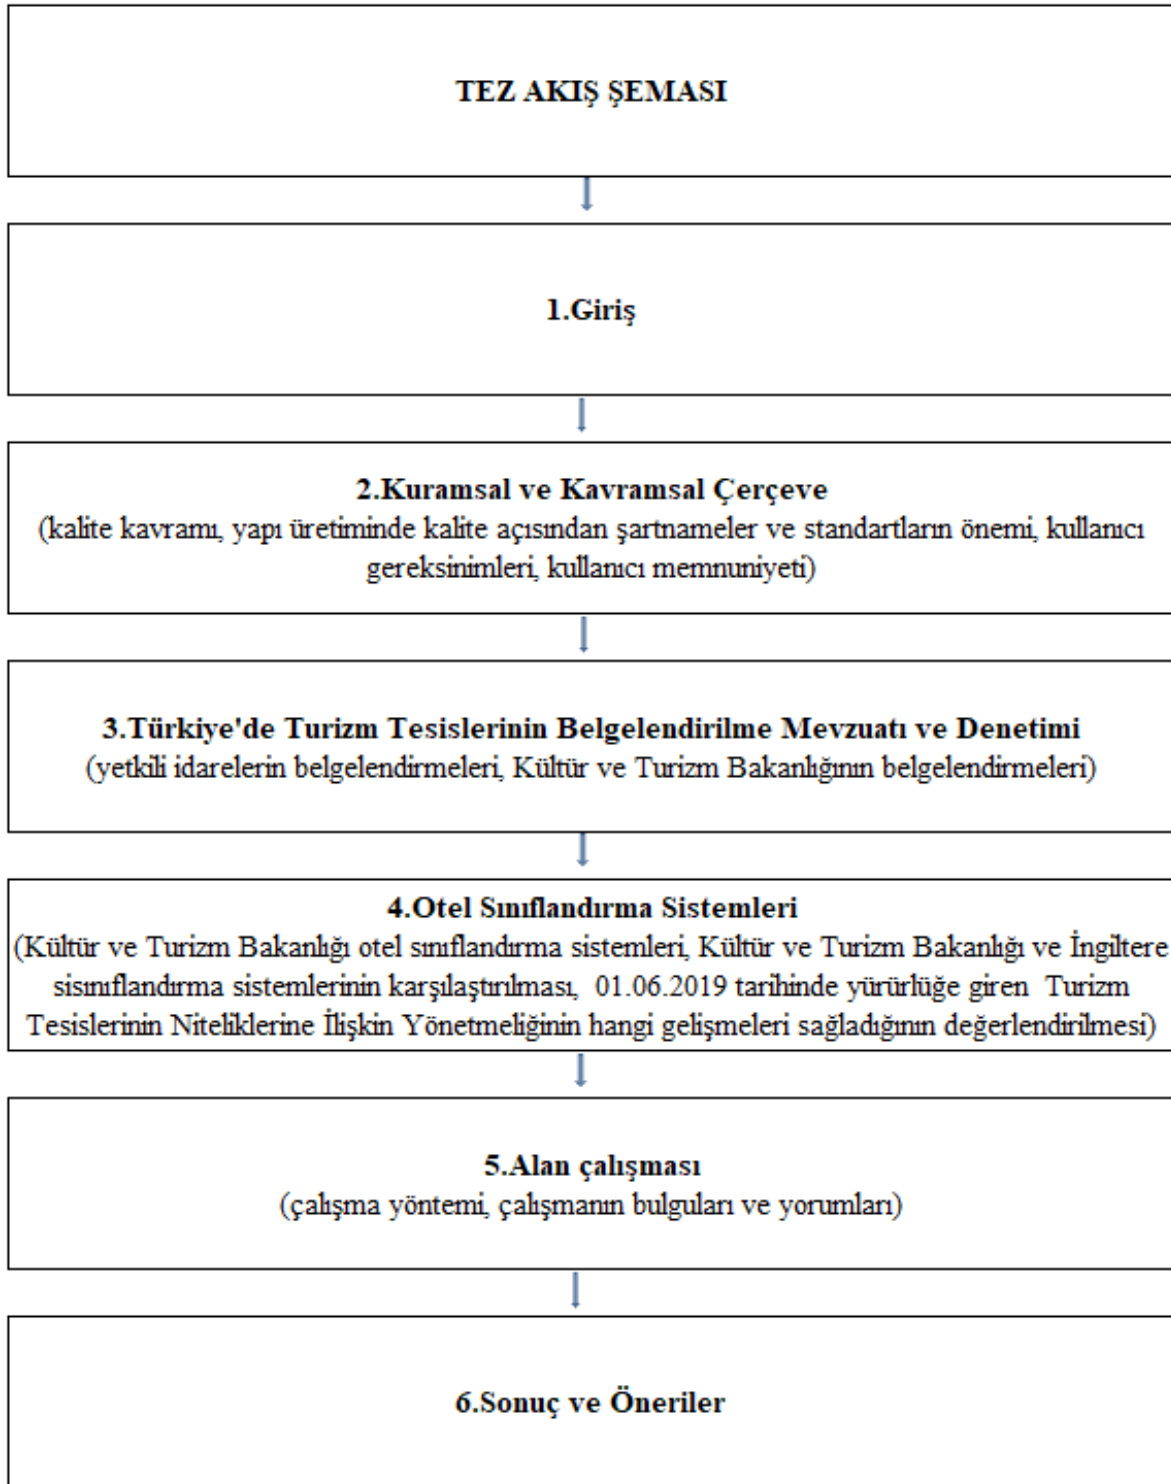 TEZ AKIŞ ŞEMASI
1.Giriş
2.Kuramsal ve Kavramsal Çerçeve
(kalite kavramı, yapı üretiminde kalite açısından şartnameler ve standartların önemi, kullanıcı
gereksinimleri, kullanıcı memnuniyeti)
3.Türkiye'de Turizm Tesislerinin Belgelendirilme Mevzuatı ve Denetimi
(yetkili idarelerin belgelendirmeleri, Kültür ve Turizm Bakanlığının belgelendirmeleri)
4.Otel Sınıflandırma Sistemleri
(Kültür ve Turizm Bakanlığı otel sınıflandırma sistemleri, Kültür ve Turizm Bakanlığı ve İngiltere
sisınıflandırma sistemlerinin karşılaştırılması, 01.06.2019 tarihinde yürürlüğe giren Turizm
Tesislerinin Niteliklerine İlişkin Yönetmeliğinin hangi gelişmeleri sağladığının değerlendirilmesi)
5.Alan çalışması
(çalışma yöntemi, çalışmanın bulguları ve yorumları)
6.Sonuç ve Öneriler